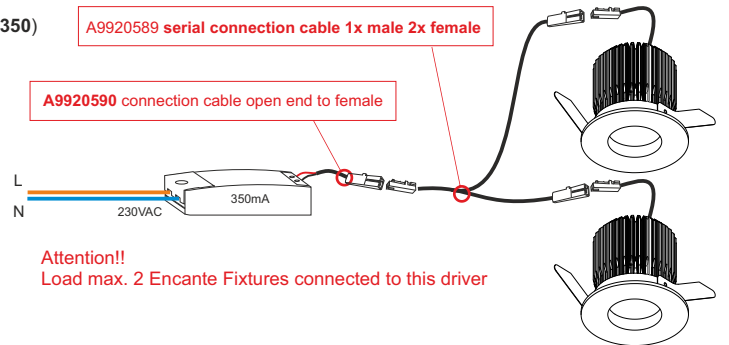 350)
A9920589 serial connection cable 1x male 2x female
A9920590 connection cable open end to female
L
N
230VAC
350mA
Attention!!
Load max. 2 Encante Fixtures connected to this driver